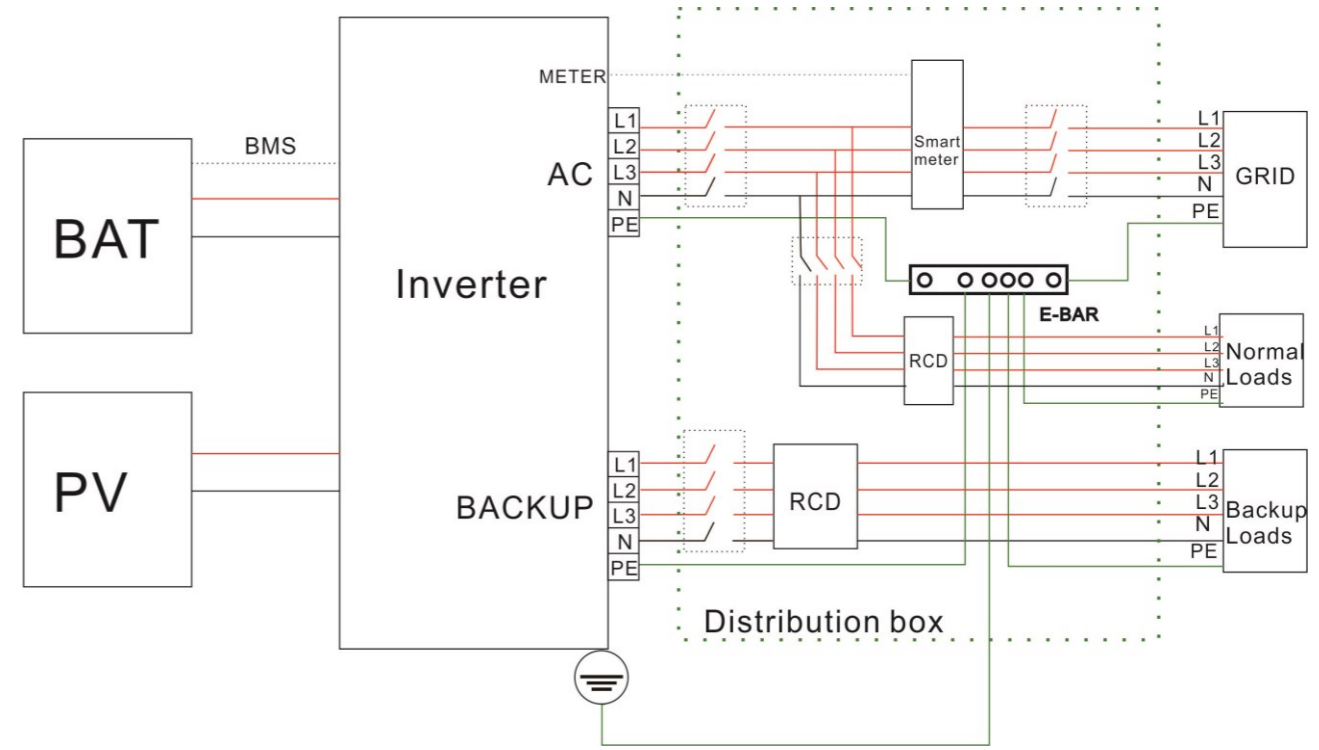 METER
BMS
BAT
PV
Inverter
AC
L1
L2
L3
N
PE
BACKUP
L1
L2
L3
N
PE
Smart
meter
L1
L2
L3
N
PE
GRID
E-BAR
RCD
L1
L2
L3
N
PE
Normal
Loads
RCD
L1
L2
L3
N
PE
Backup
Loads
Distribution box